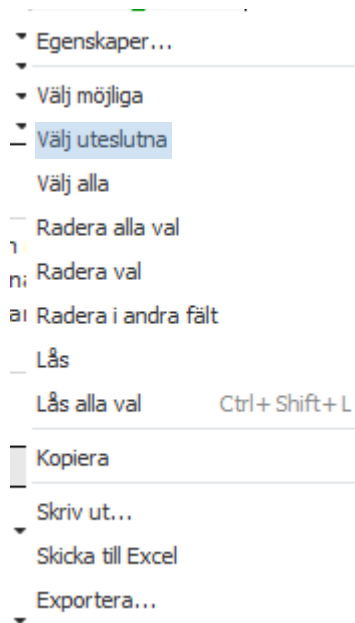 Egenskaper...
Välj möjliga
Välj uteslutna
Välj alla
Radera alla val
Radera val
Radera i andra fält
Lås
Lås alla val Ctrl+Shift+L
Kopiera
Skriv ut...
Skicka till Excel
Exportera...